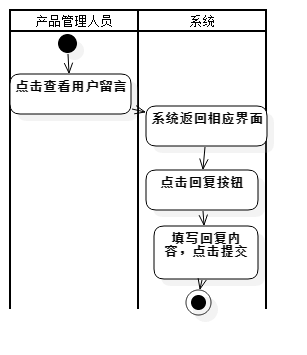 产品管理人员
系统
点击查看用户留言
系统返回相应界面
点击回复按钮
填写回复内
容，点击提交